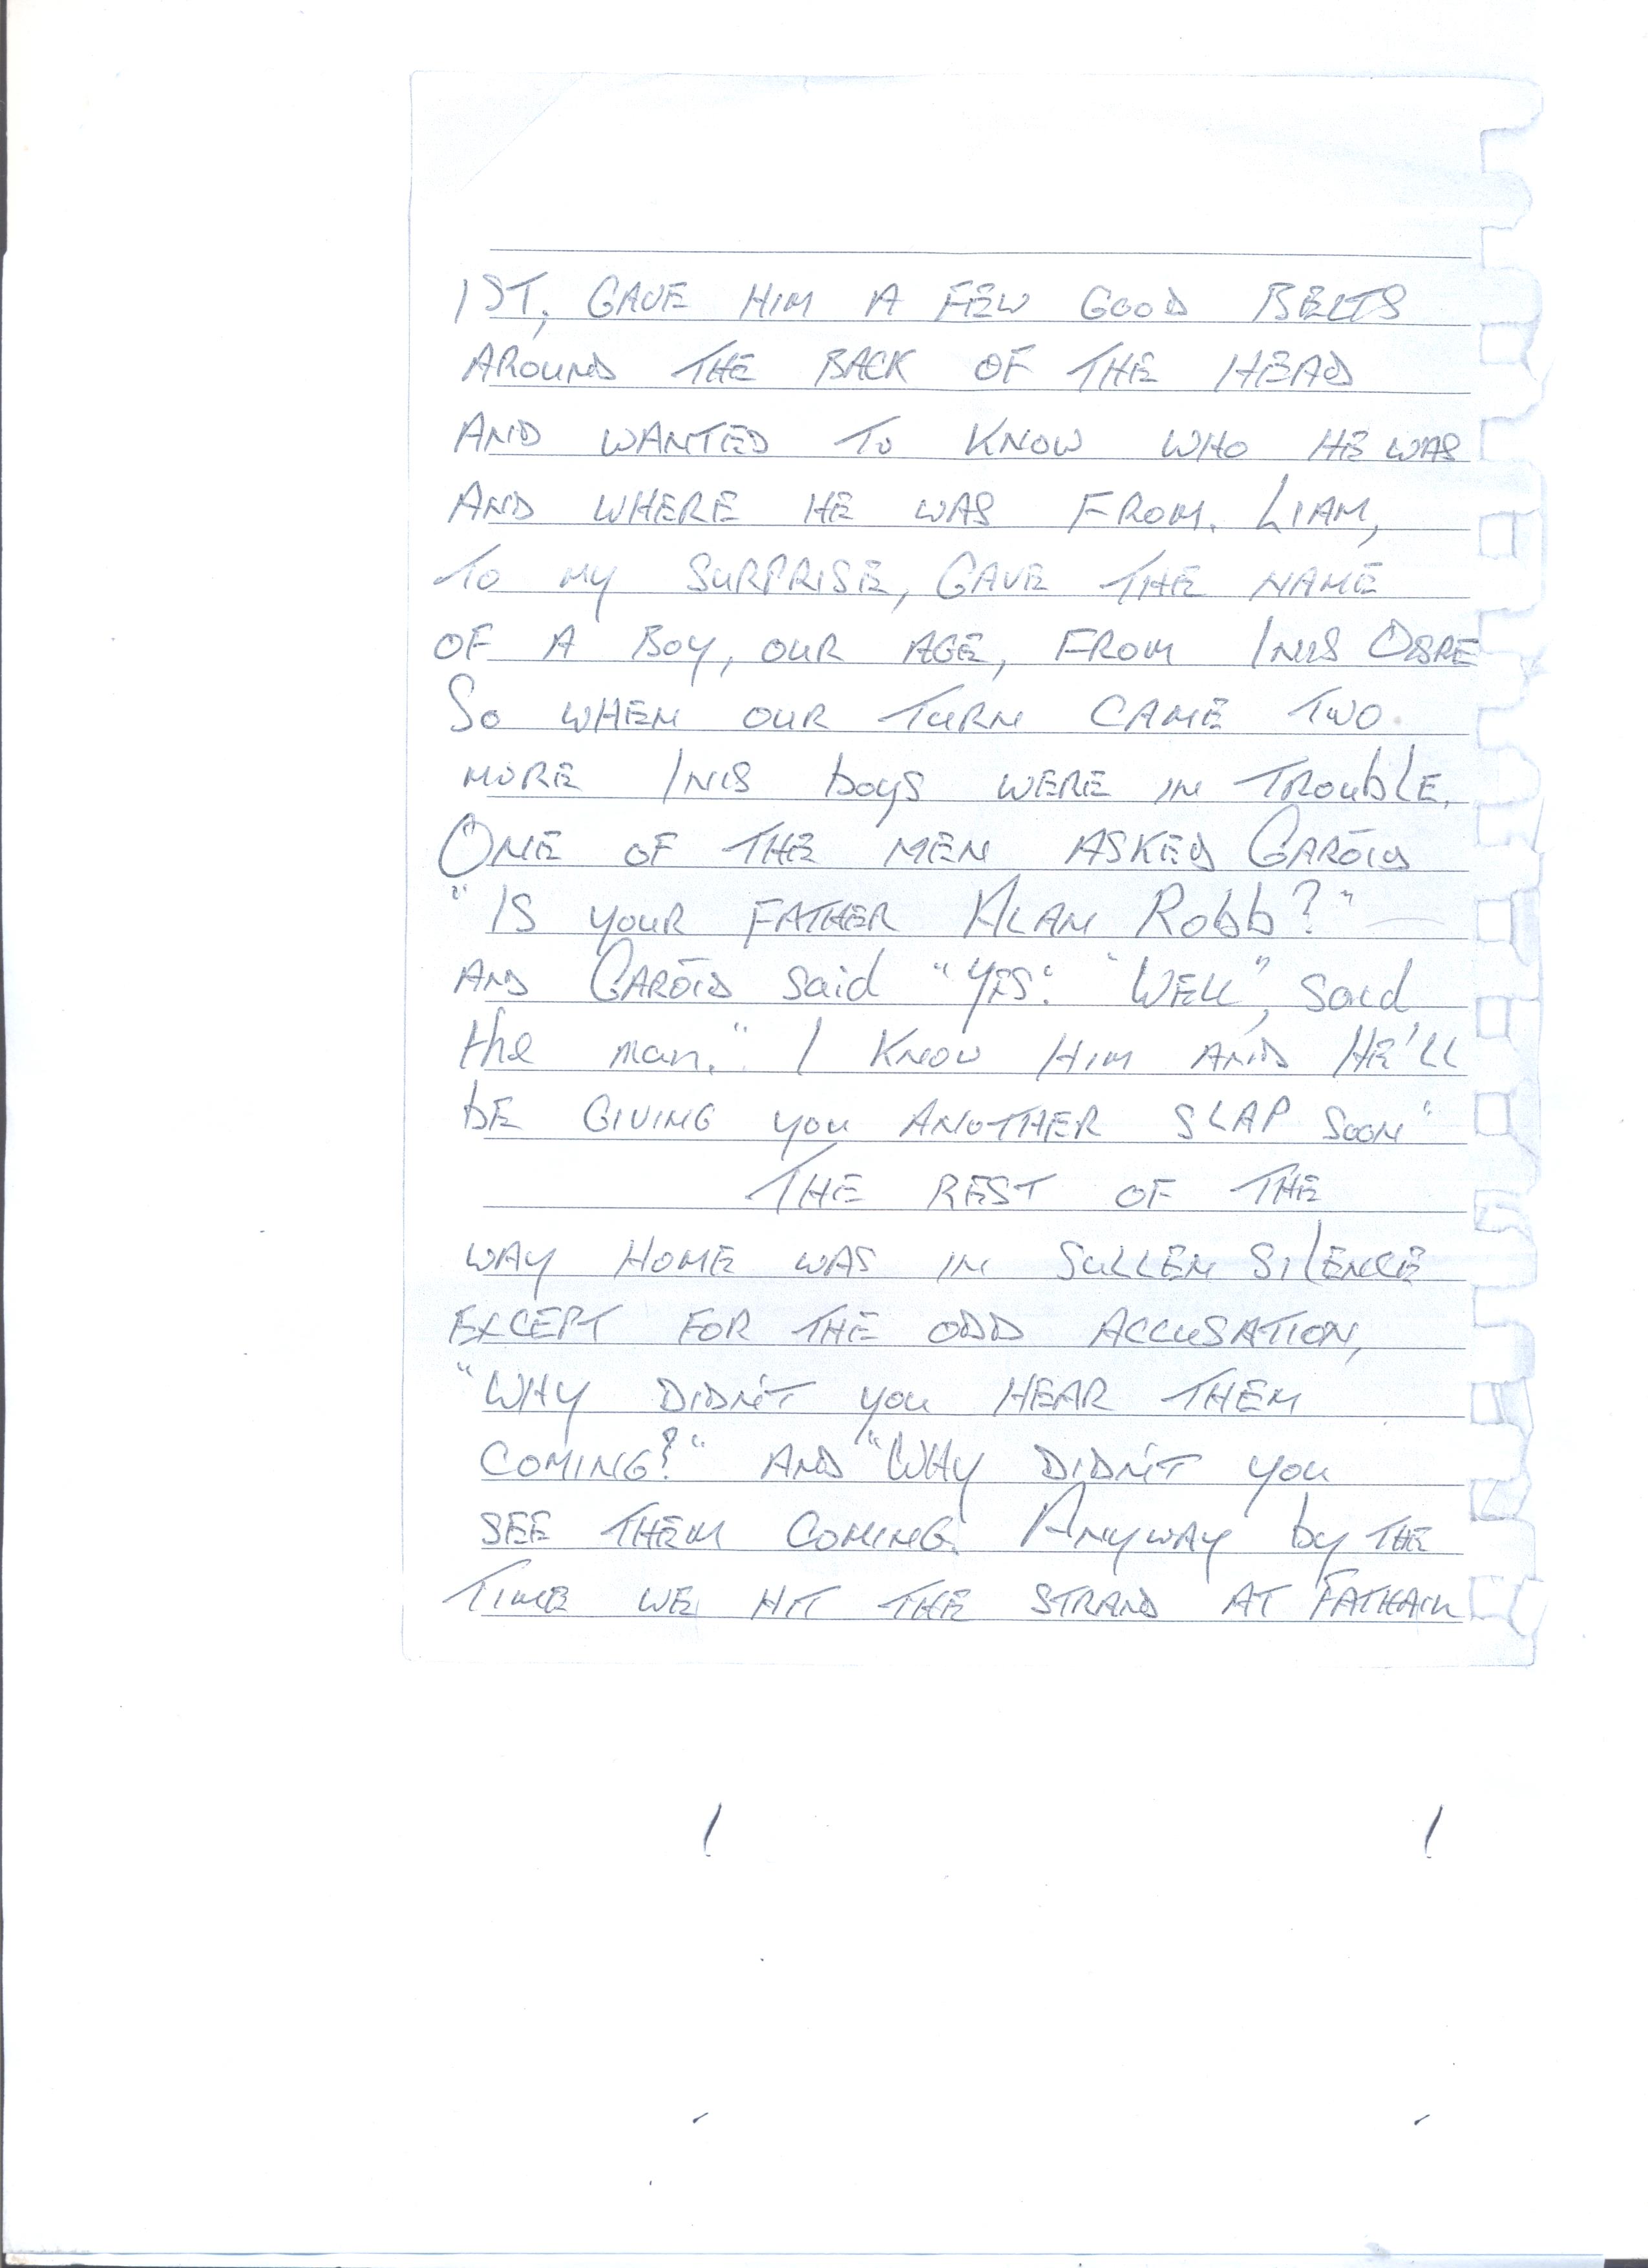 1ST, GAVE HIM A FEW GOOD BELTS
AROUND THE BACK OF THE HEAD
AND WANTED TO KNOW WHO HE WAS
AND WHERE HE WAS FROM. LIAM,
TO MY SURPRISE, GAVE THE NAME
OF A BOY, OUR AGE, FROM INIS
SO WHEN OUR TURN CAME TWO
MORE INIS boys WERE IN TROUbLE.
ONE OF THE MEN ASKED GARÓID
"IS YOUR FATHER ALAN RObb?"
AND GARÓID said "YES". "WELL", said
the man." I KNOW HIM AND HE'LL
bE GIVING you ANOTHER SLAP SOON"
THE REST OF THE
WAY HOME WAS IN SULLEN SILENCE
EXCEPT FOR THE ODD ACCUSATION,
"WHY DIDN'T you HEAR THEM
COMING?" AND "WHY DIDN'T you
SEE THEM COMING. ANYWAY by THE
TIME WE HIT THE STRAND AT